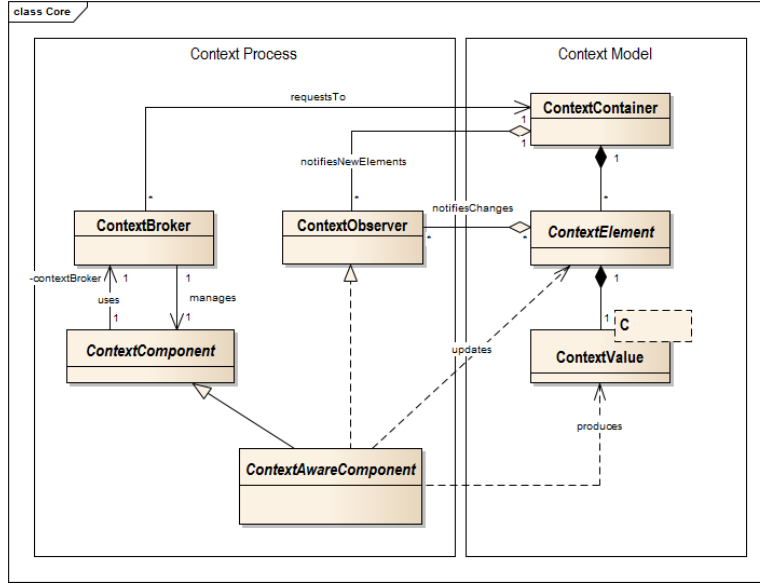 class Core
Context Process
Context Model
requestsTo
ContextContainer
1
1
1
notifiesNewElements
*
*
*
notifiesChanges
ContextBroker
ContextObserver
*
*
ContextElement
-contextBroker
1
1
1
uses
manages
1
1
1
C
ContextComponent
updates
ContextValue
produces
ContextAwareComponent